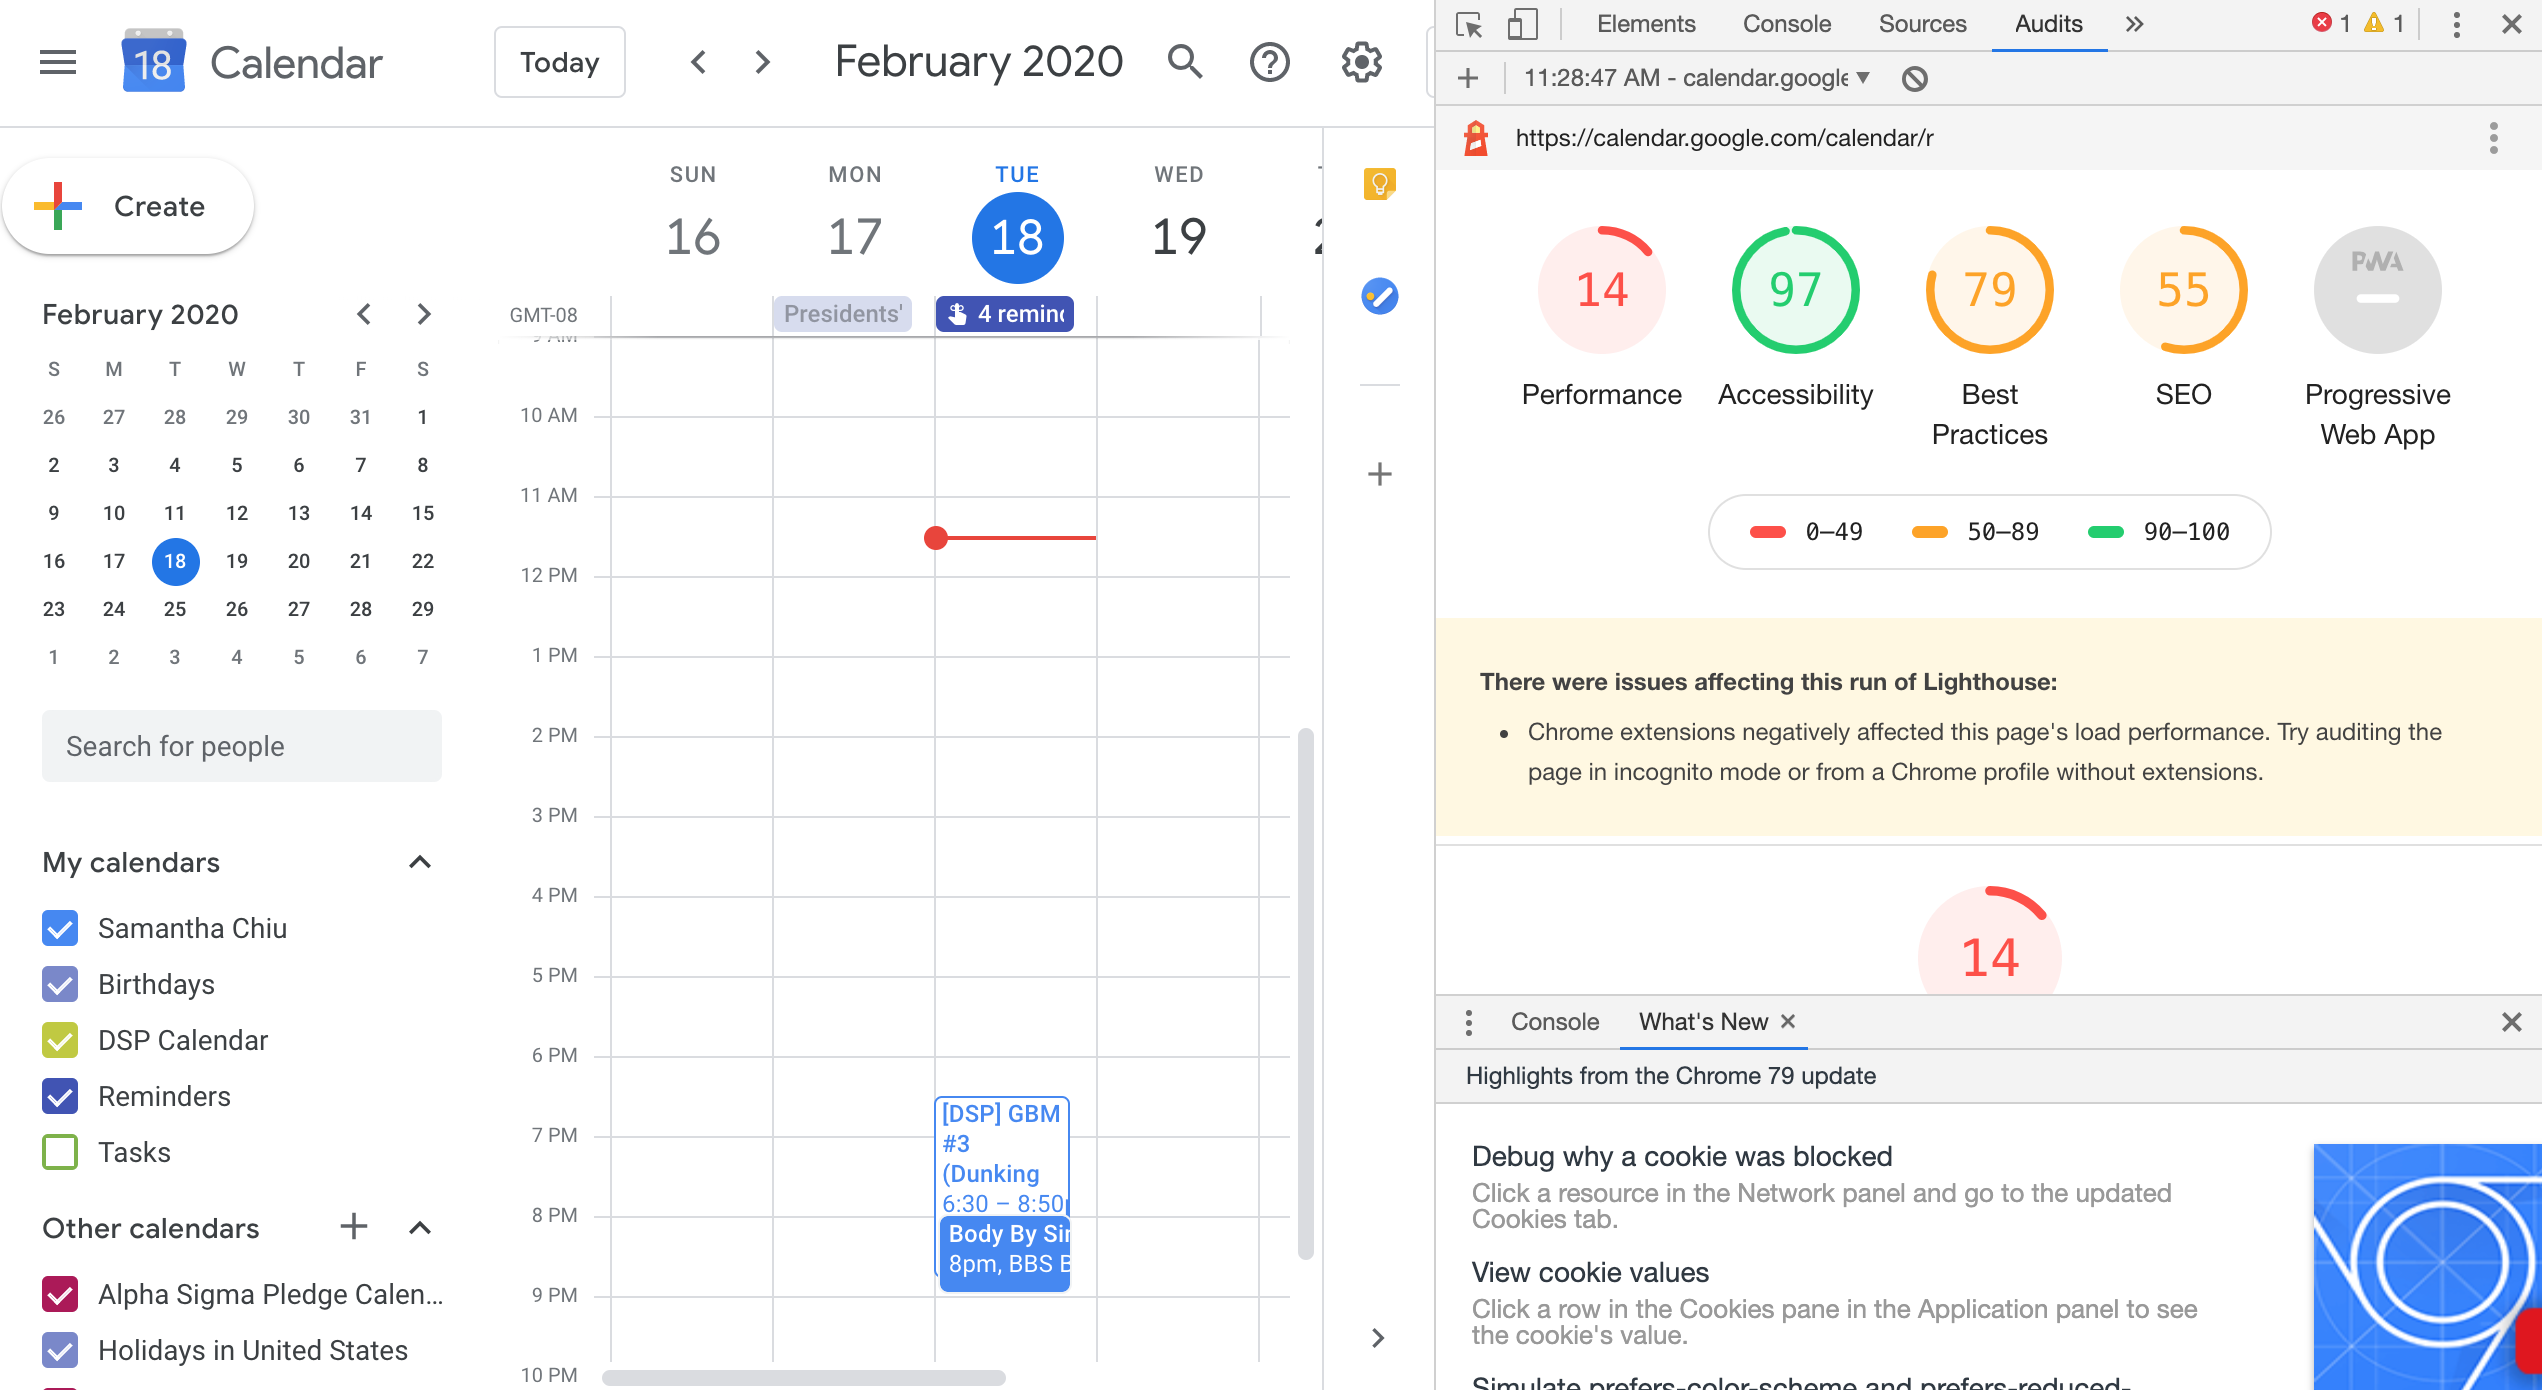 18 Calendar
Today
February 2020
Create
February 2020
S M T W T F S
26 27 28 29 30 31 1
2 3 4 5 6 7 8
9 10 11 12 13 14 15
16 17 18 19 20 21 22
23 24 25 26 27 28 29
1 2 3 4 5 6 7
Search for people
My calendars
Samantha Chiu
Birthdays
DSP Calendar
Reminders
Tasks
Other calendars
Alpha Sigma Pledge Calen...
Holidays in United States
SUN MON TUE WED
16 17 18 19
GMT-08
Presidents'
4 remin
9 AM
10 AM
11 AM
12 PM
1 PM
2 PM
3 PM
4 PM
5 PM
6 PM
7 PM
8 PM
9 PM
10 PM
[DSP] GBM
#3
(Dunking
6:30 – 8:50
Body By Sin
8pm, BBS B
Elements Console Sources Audits 1 1
11:28:47 AM - calendar.google
https://calendar.google.com/calendar/r
14 97 79 55 PWA
Performance Accessibility Best Practices SEO Progressive Web App
0–49 50–89 90–100
There were issues affecting this run of Lighthouse:
Chrome extensions negatively affected this page's load performance. Try auditing the
page in incognito mode or from a Chrome profile without extensions.
14
Console What's New
Highlights from the Chrome 79 update
Debug why a cookie was blocked
Click a resource in the Network panel and go to the updated
Cookies tab.
View cookie values
Click a row in the Cookies pane in the Application panel to see
the cookie's value.
Simulate prefers-color-scheme and prefers-reduced-